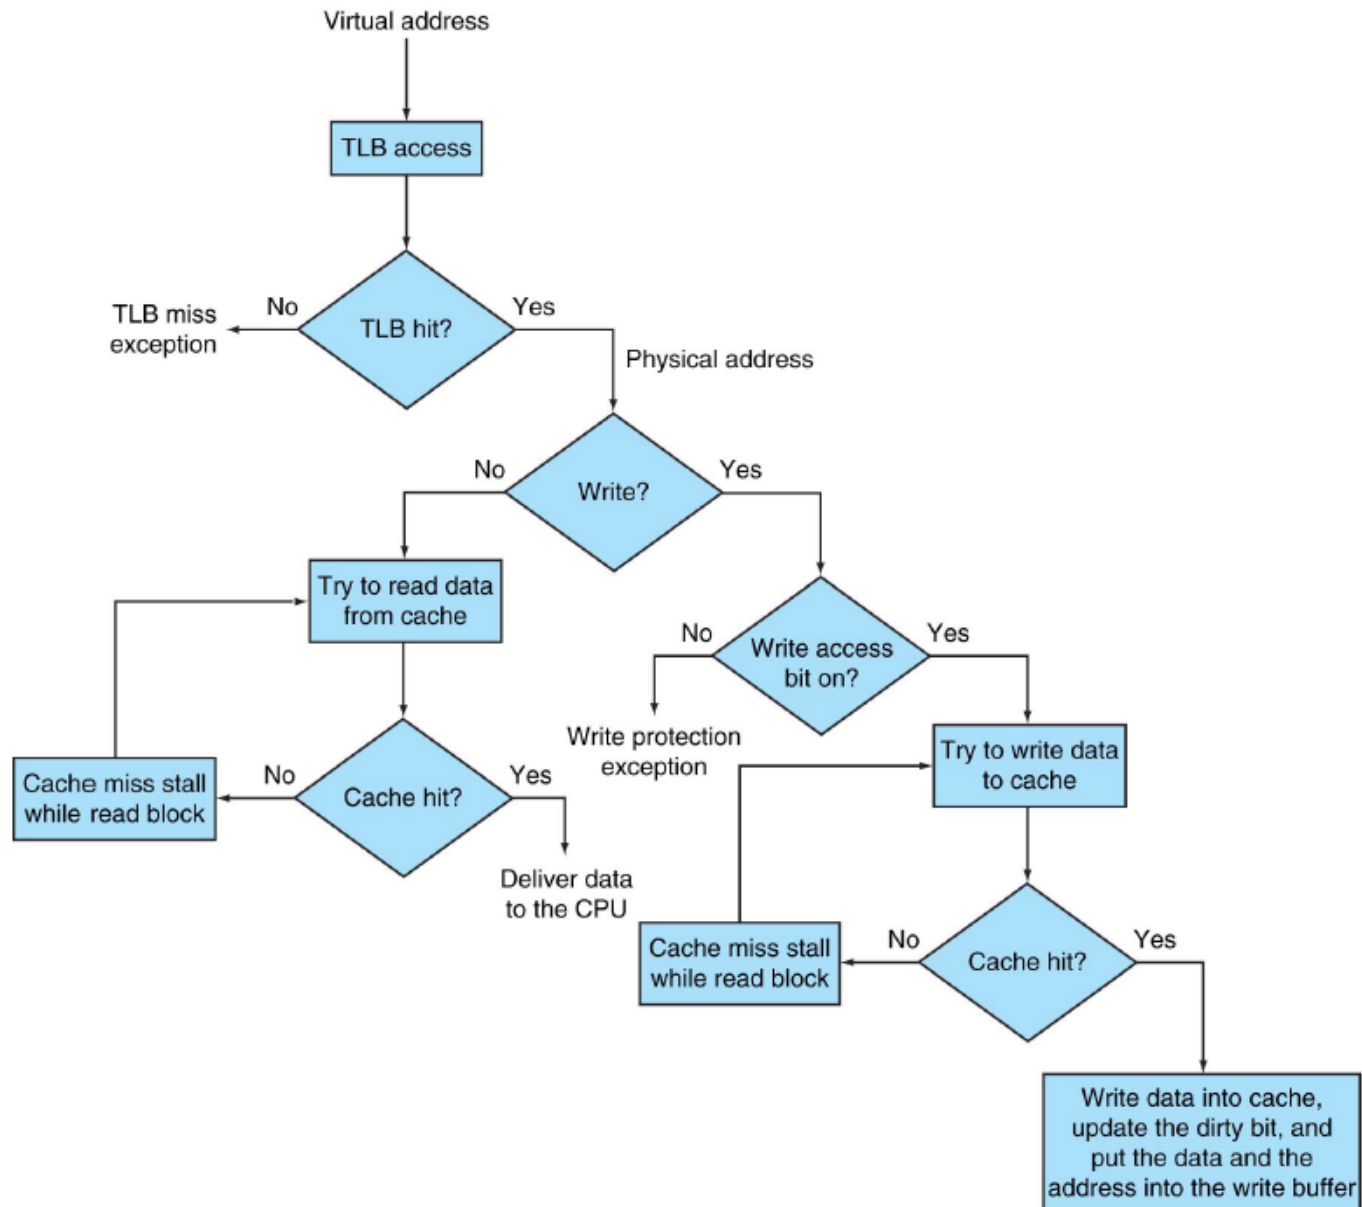 Virtual address
TLB access
No
Yes
TLB miss
exception
TLB hit?
Physical address
No
Yes
Write?
Try to read data
from cache
No
Yes
Write access
bit on?
Write protection
exception
Try to write data
to cache
Cache miss stall
while read block
No
Yes
Cache hit?
Deliver data
to the CPU
Cache miss stall
while read block
No
Yes
Cache hit?
Write data into cache,
update the dirty bit, and
put the data and the
address into the write buffer